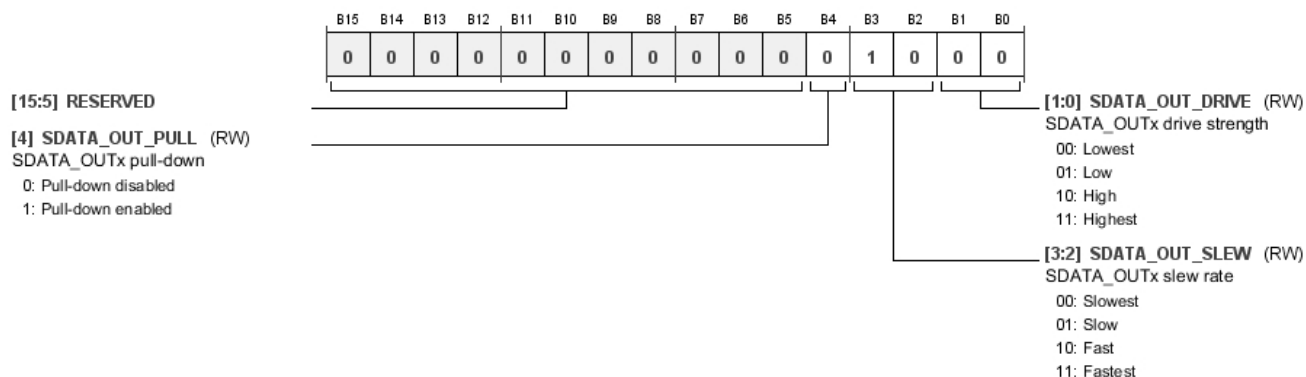 B15 B14 B13 B12 B11 B10 B9 B8 B7 B6 B5 B4 B3 B2 B1 B0
0 0 0 0 0 0 0 0 0 0 0 0 1 0 0 0
[15:5] RESERVED
[4] SDATA_OUT_PULL (RW)
SDATA_OUTx pull-down
0: Pull-down disabled
1: Pull-down enabled
[1:0] SDATA_OUT_DRIVE (RW)
SDATA_OUTx drive strength
00: Lowest
01: Low
10: High
11: Highest
[3:2] SDATA_OUT_SLEW (RW)
SDATA_OUTx slew rate
00: Slowest
01: Slow
10: Fast
11: Fastest